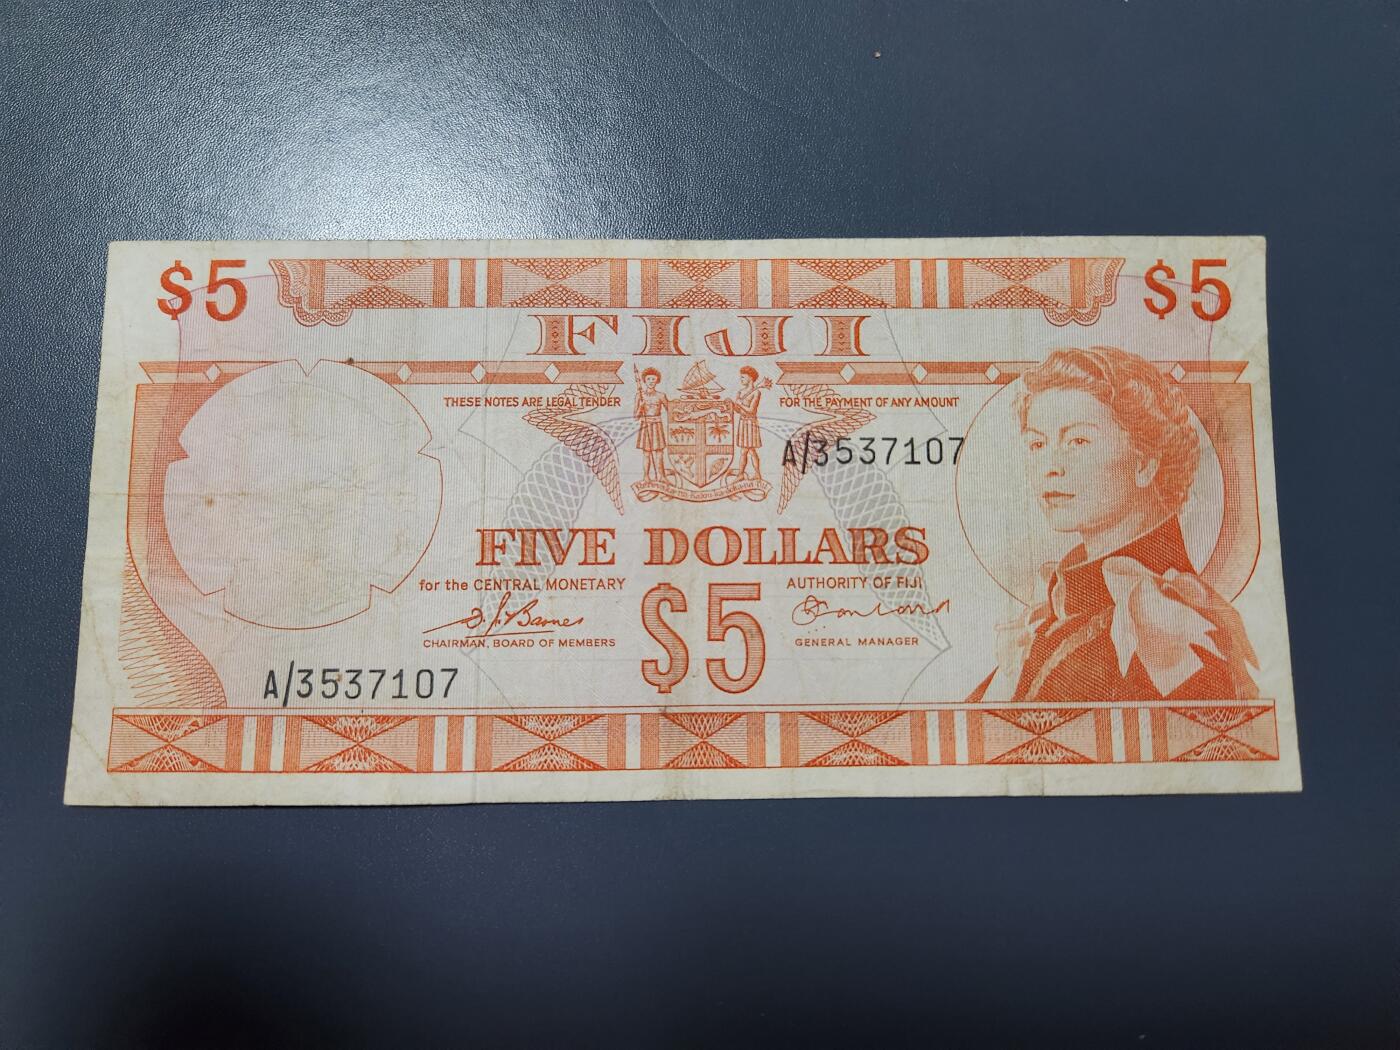 $5
$5
FIJI
THESE NOTES ARE LEGAL TENDER FOR THE PAYMENT OF ANY AMOUNT
A/3537107
FIVE DOLLARS
for the CENTRAL MONETARY AUTHORITY OF FIJI
$5
CHAIRMAN, BOARD OF MEMBERS
GENERAL MANAGER
A/3537107